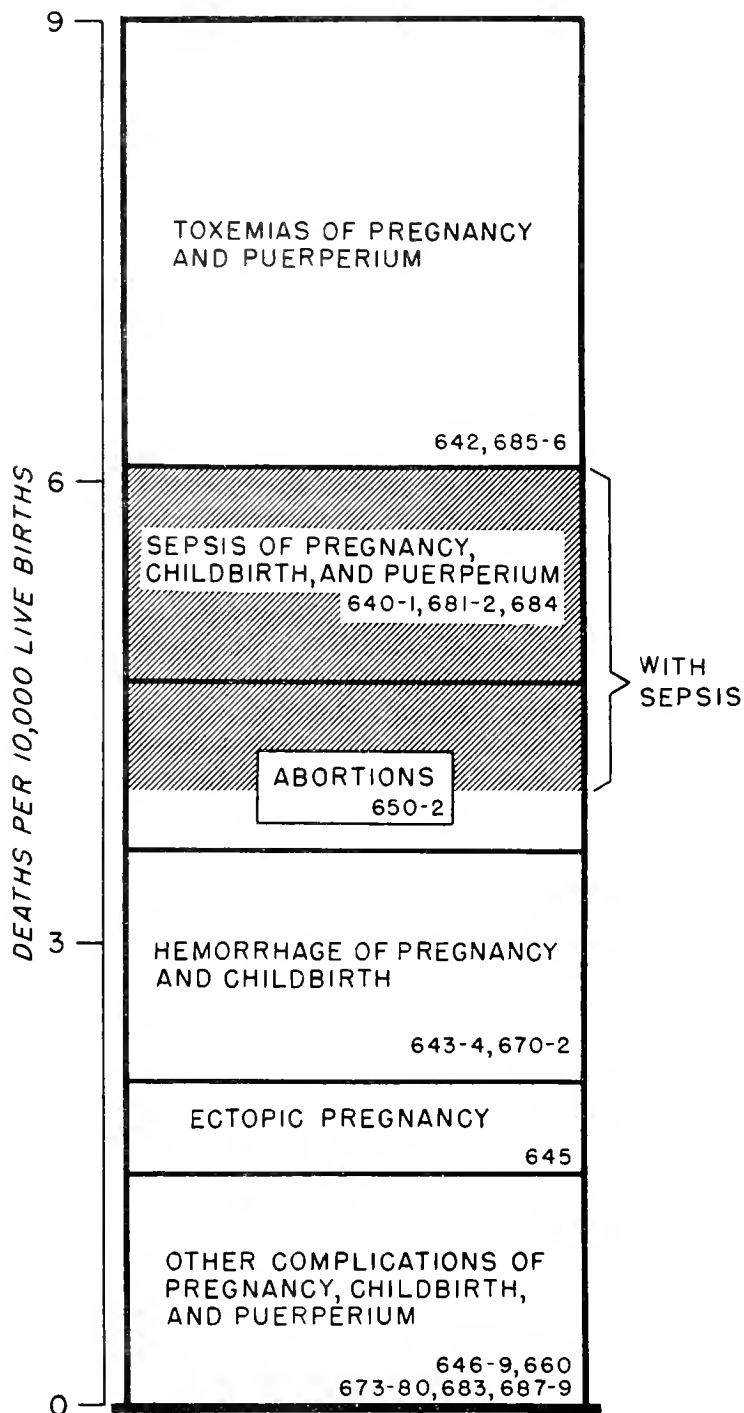 9
TOXEMIAS OF PREGNANCY
AND PUERPERIUM
642, 685-6
6
SEPSIS OF PREGNANCY,
CHILDBIRTH, AND PUERPERIUM
640-1, 681-2, 684
WITH
SEPSIS
ABORTIONS
650-2
DEATHS PER 10,000 LIVE BIRTHS
3
HEMORRHAGE OF PREGNANCY
AND CHILDBIRTH
643-4, 670-2
ECTOPIC PREGNANCY
645
OTHER COMPLICATIONS OF
PREGNANCY, CHILDBIRTH,
AND PUERPERIUM
646-9, 660
673-80, 683, 687-9
0